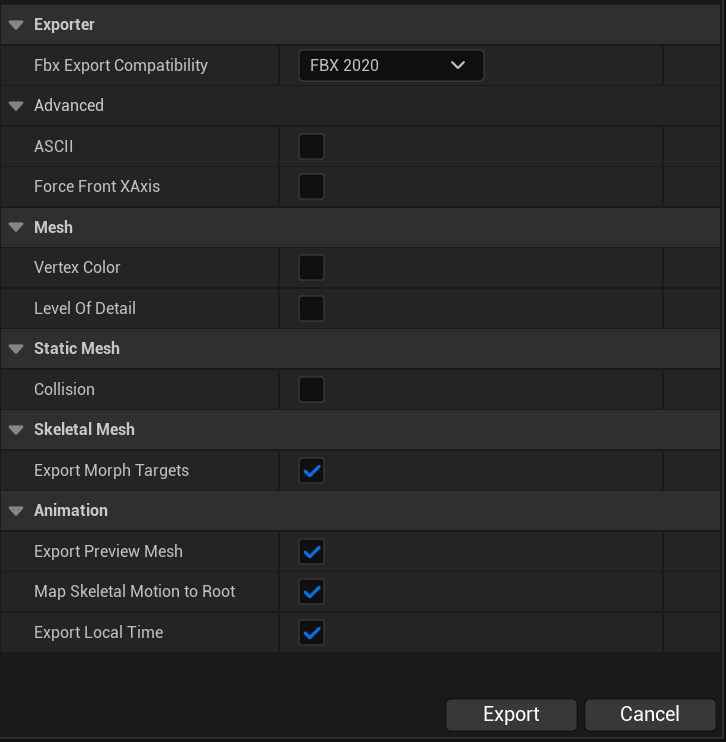 Exporter
Fbx Export Compatibility
FBX 2020
Advanced
ASCII
Force Front XAxis
Mesh
Vertex Color
Level Of Detail
Static Mesh
Collision
Skeletal Mesh
Export Morph Targets
Animation
Export Preview Mesh
Map Skeletal Motion to Root
Export Local Time
Export
Cancel